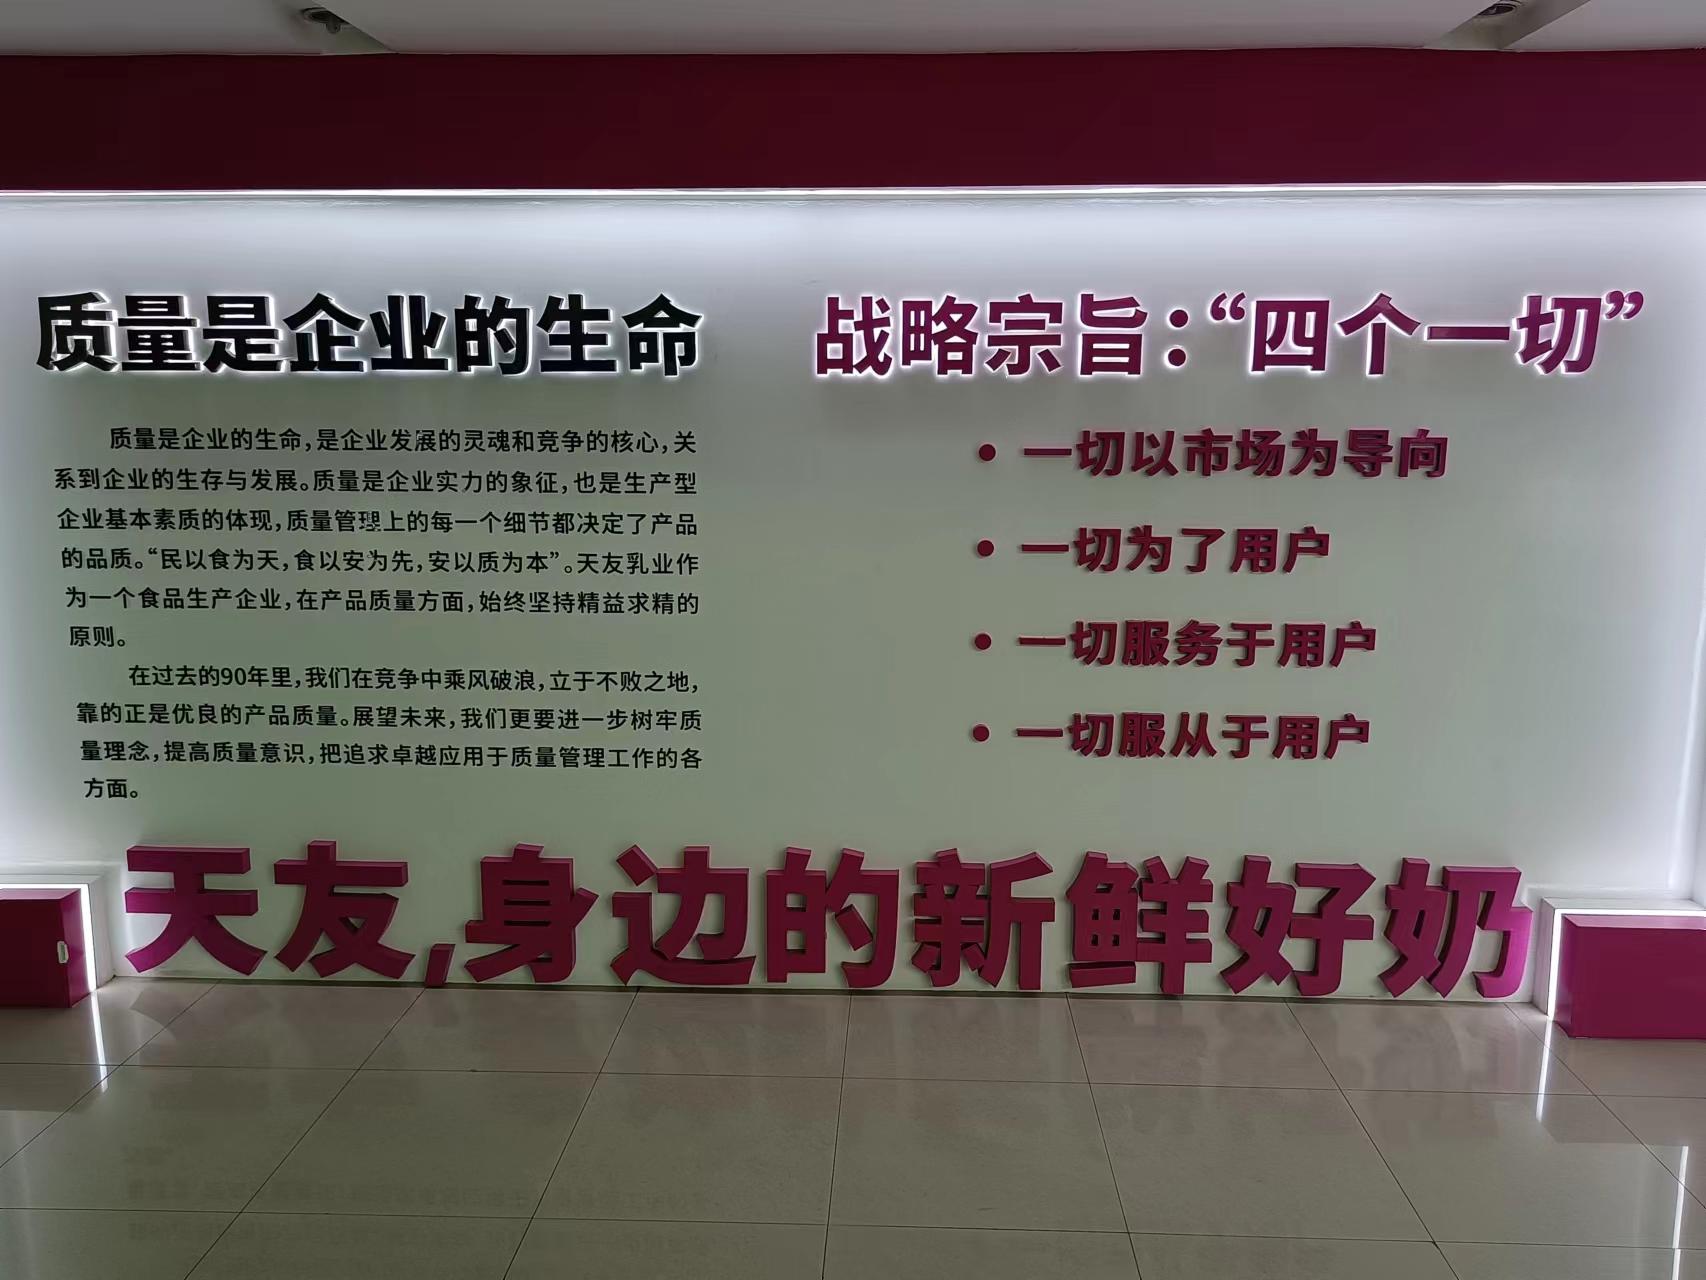 质量是企业的生命
质量是企业的生命，是企业发展的灵魂和竞争的核心，关
系到企业的生存与发展。质量是企业实力的象征，也是生产型
企业基本素质的体现，质量管理上的每一个细节都决定了产品
的品质。“民以食为天，食以安为先，安以质为本”。天友乳业作
为一个食品生产企业，在产品质量方面，始终坚持精益求精的
原则。
在过去的90年里，我们在竞争中乘风破浪，立于不败之地，
靠的正是优良的产品质量。展望未来，我们更要进一步树牢质
量理念，提高质量意识，把追求卓越应用于质量管理工作的各
方面。
战略宗旨：“四个一切”
• 一切以市场为导向
• 一切为了用户
• 一切服务于用户
• 一切服从于用户
天友,身边的新鲜好奶